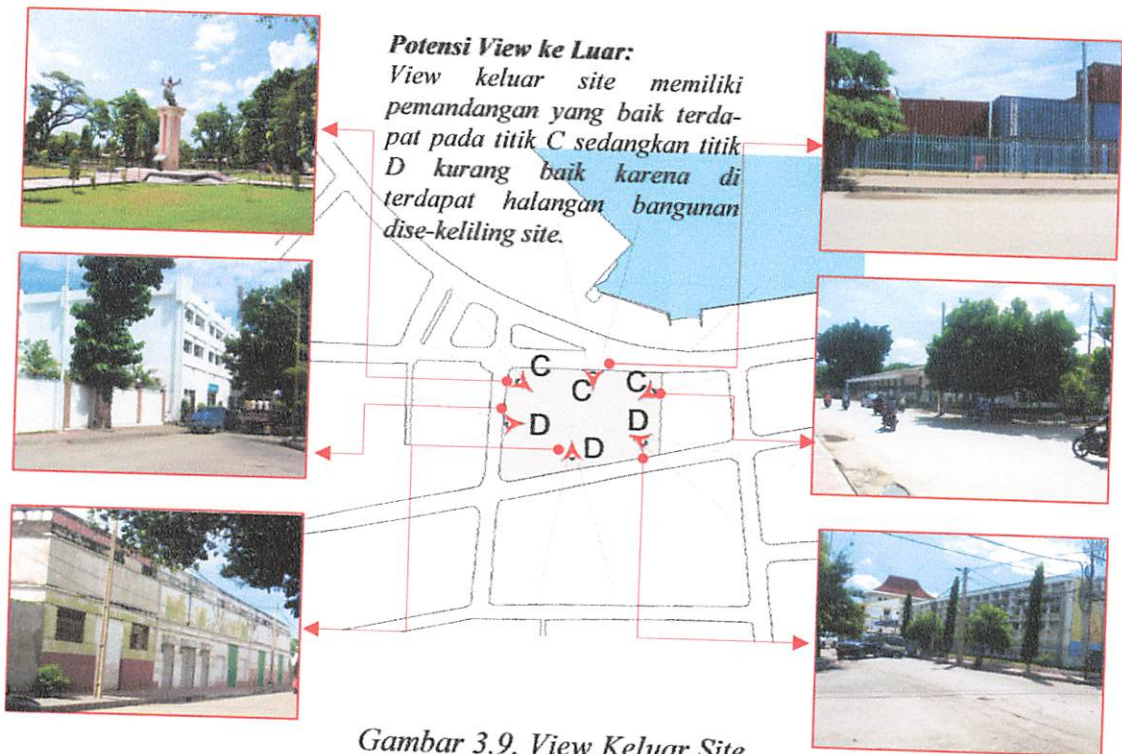 Potensi View ke Luar:
View keluar site memiliki
pemandangan yang baik terda-
pat pada titik C sedangkan titik
D kurang baik karena di
terdapat halangan bangunan
dise-keliling site.
C
C
C
D
D
D
Gambar 3.9. View Keluar Site